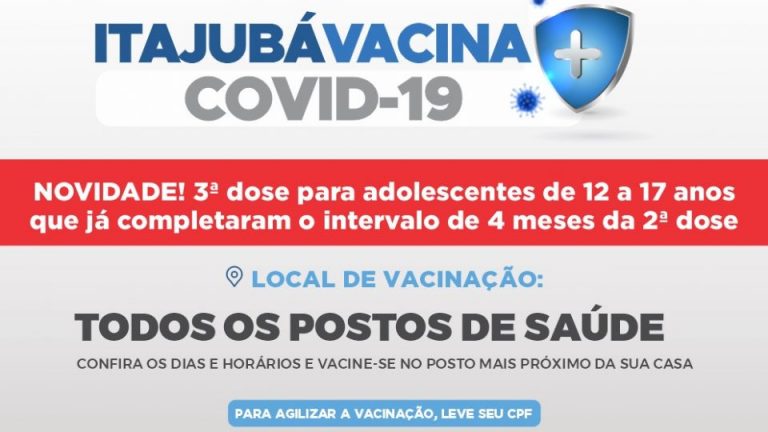 ITAJUBÁVACINA
COVID-19
NOVIDADE! 3ª dose para adolescentes de 12 a 17 anos
que já completaram o intervalo de 4 meses da 2ª dose
LOCAL DE VACINAÇÃO:
TODOS OS POSTOS DE SAÚDE
CONFIRA OS DIAS E HORÁRIOS E VACINE-SE NO POSTO MAIS PRÓXIMO DA SUA CASA
PARA AGILIZAR A VACINAÇÃO, LEVE SEU CPF